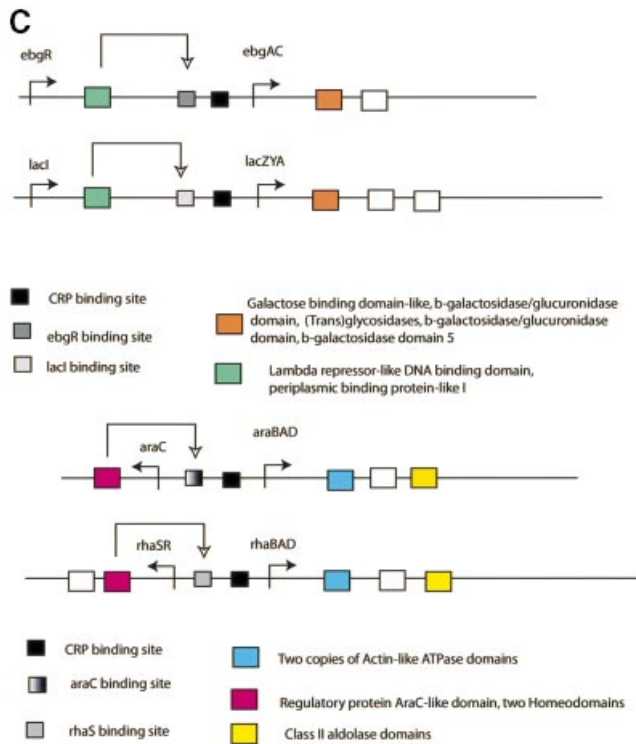 C
ebgR
ebgAC
lacI
lacZYA
CRP binding site
ebgR binding site
lacI binding site
Galactose binding domain-like, b-galactosidase/glucuronidase
domain, (Trans)glycosidases, b-galactosidase/glucuronidase
domain, b-galactosidase domain 5
Lambda repressor-like DNA binding domain,
periplasmic binding protein-like I
araC
araBAD
rhaSR
rhaBAD
CRP binding site
araC binding site
rhaS binding site
Two copies of Actin-like ATPase domains
Regulatory protein AraC-like domain, two Homeodomains
Class II aldolase domains